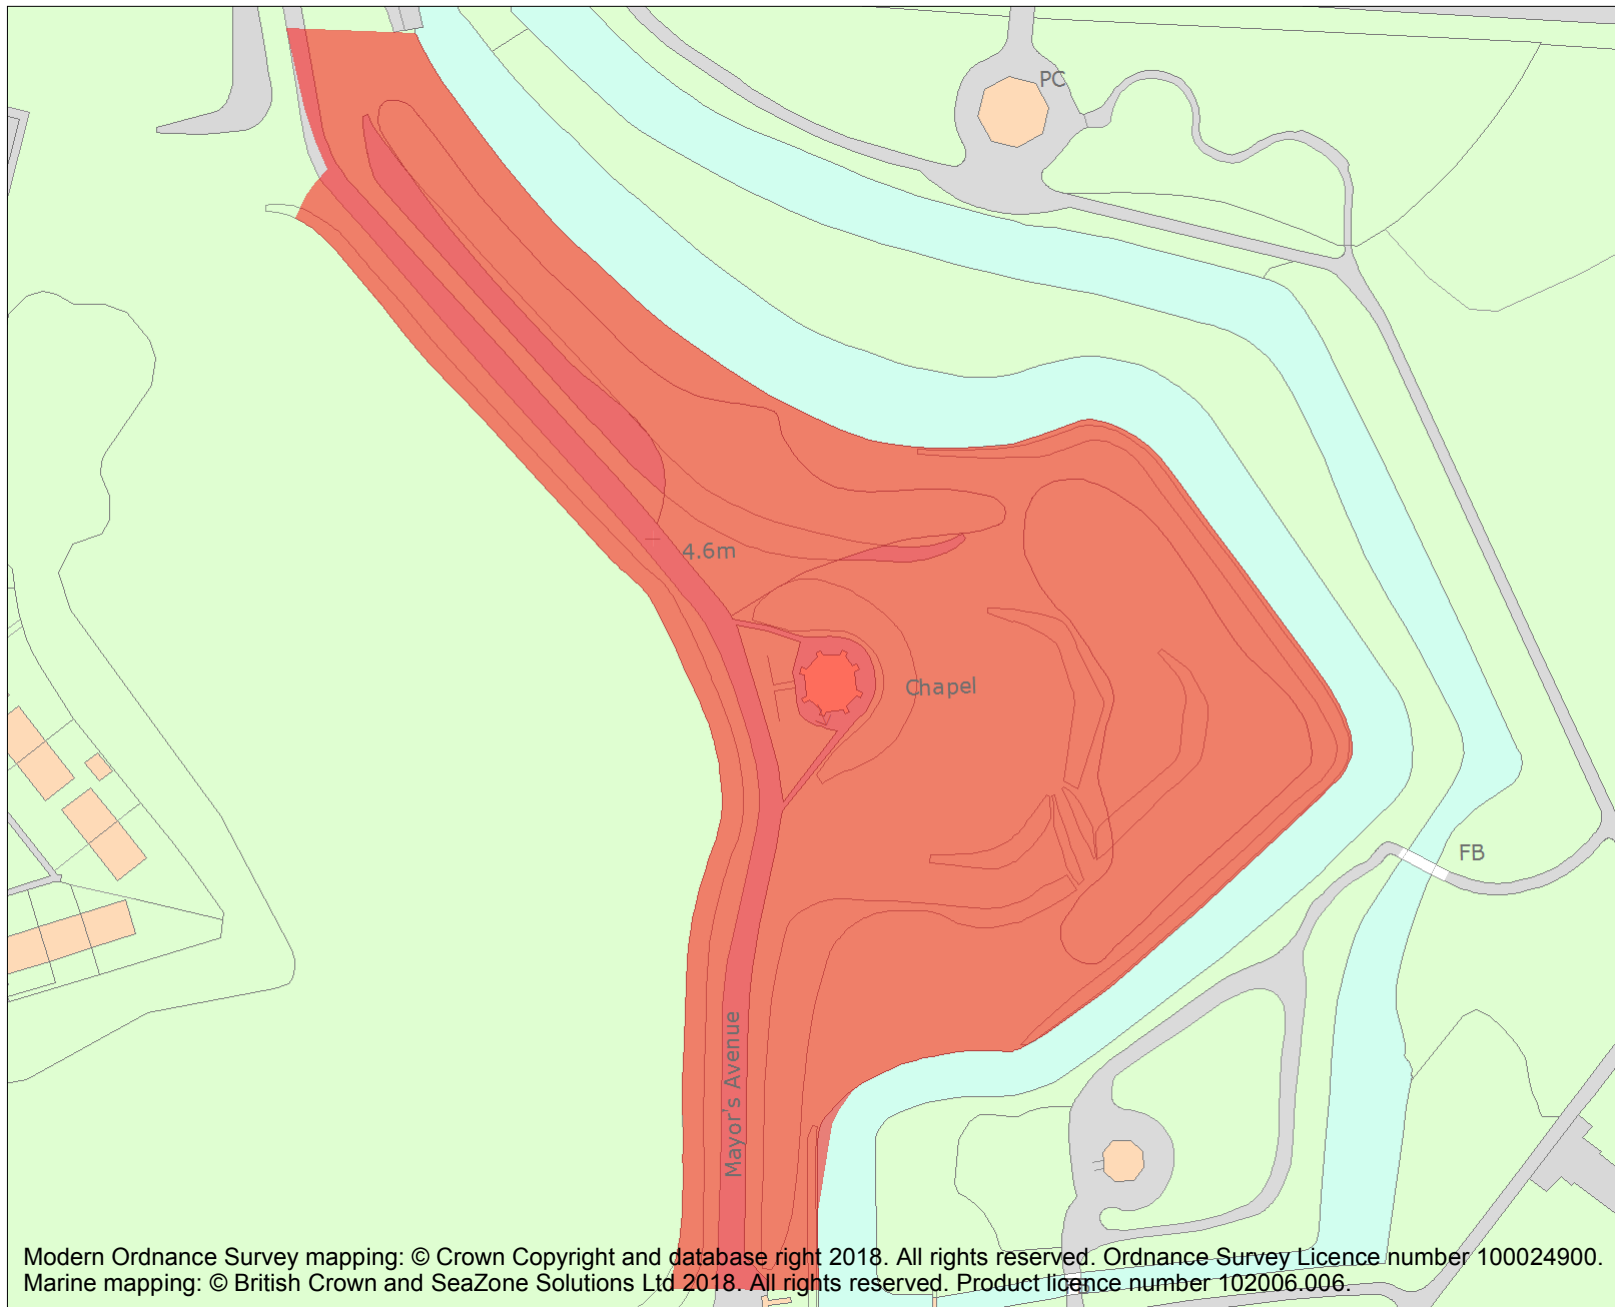 PC
4.6m
Chapel
FB
Mayor's Avenue
Modern Ordnance Survey mapping: © Crown Copyright and database right 2018. All rights reserved. Ordnance Survey Licence number 100024900.
Marine mapping: © British Crown and SeaZone Solutions Ltd 2018. All rights reserved. Product licence number 102006.006.